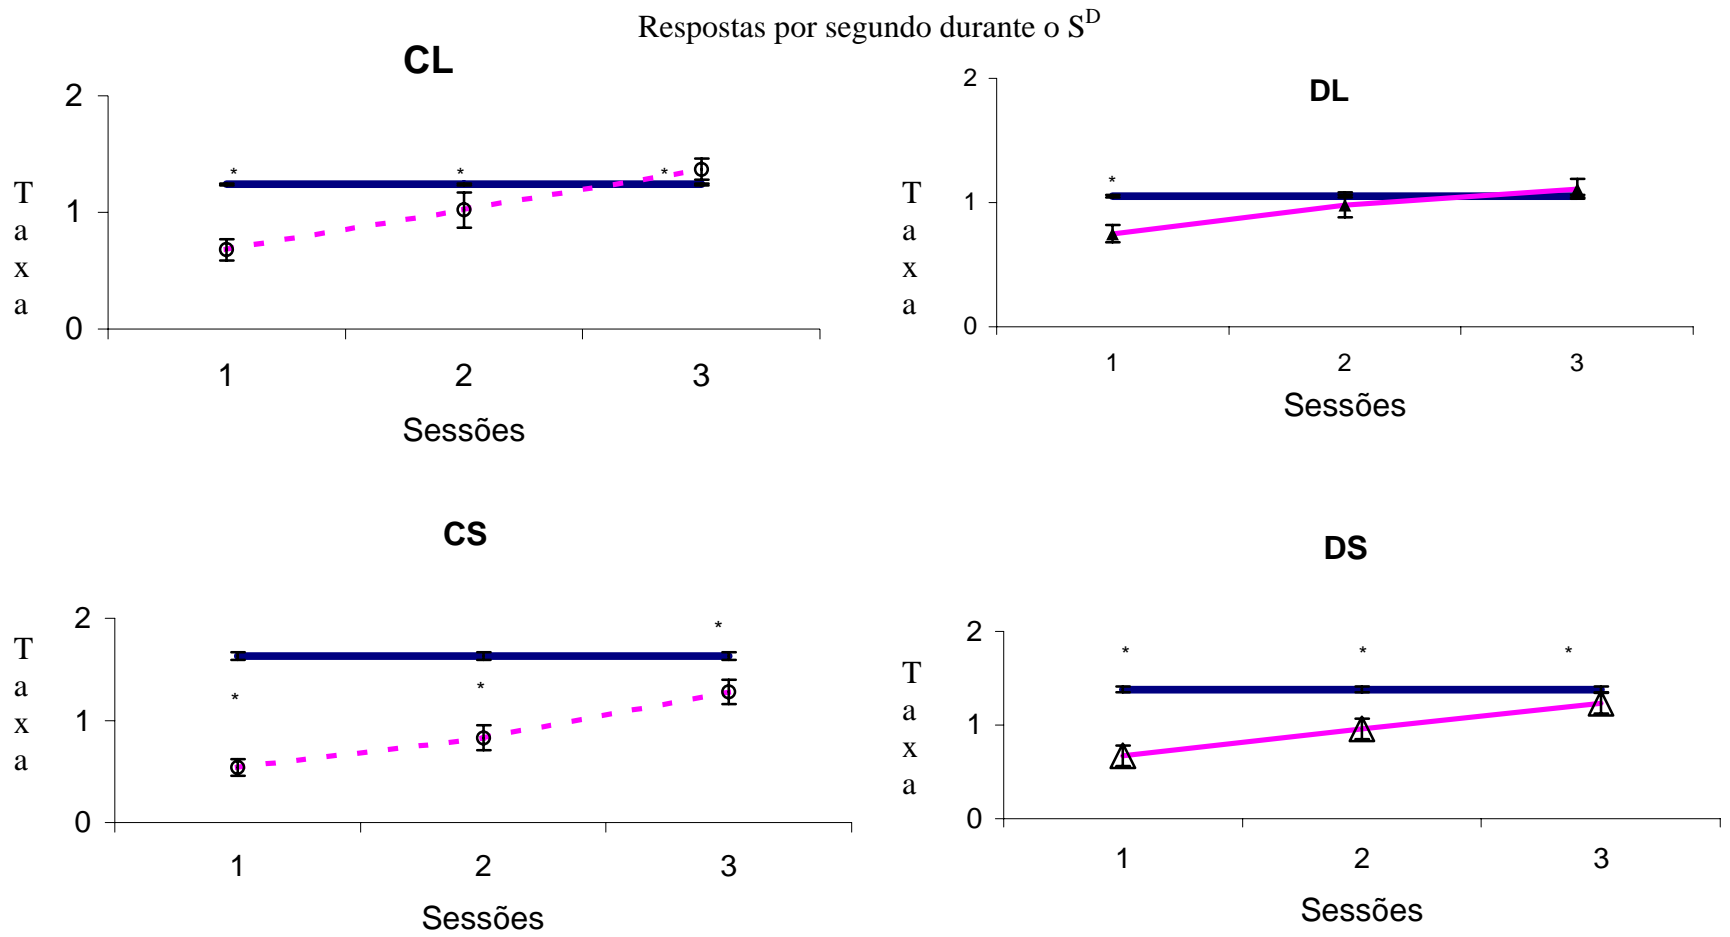 Respostas por segundo durante o S^D
CL
2
1
0
T
a
x
a
*
*
*
1 2 3
Sessões
DL
2
1
0
T
a
x
a
*
1 2 3
Sessões
CS
2
1
0
T
a
x
a
*
*
*
1 2 3
Sessões
DS
2
1
0
T
a
x
a
* * *
1 2 3
Sessões